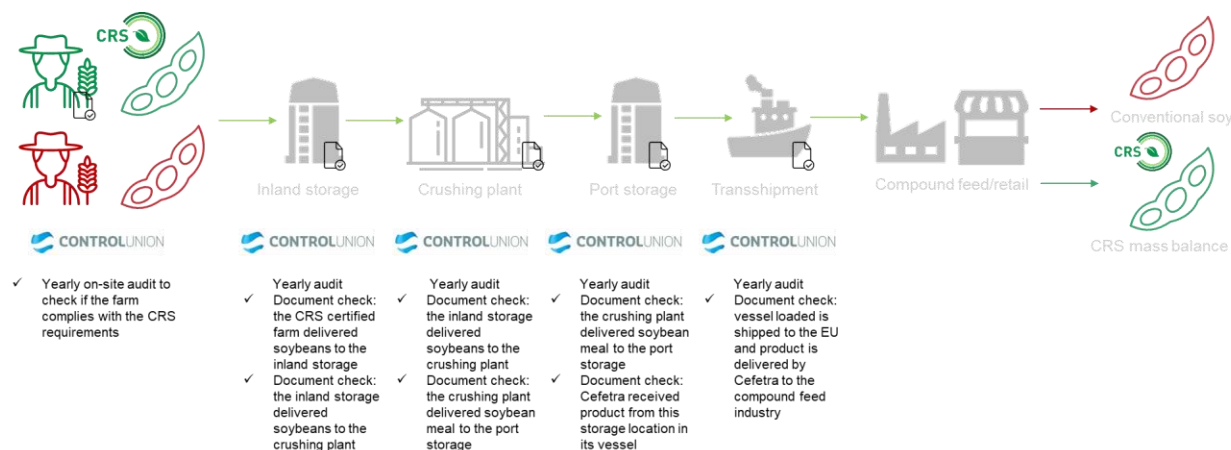 CRS
Conventional soy
CRS
Inland storage
Crushing plant
Port storage
Transshipment
Compound feed/retail
CRS mass balance
CONTROLUNION
CONTROLUNION
CONTROLUNION
CONTROLUNION
CONTROLUNION
✓ Yearly on-site audit to
check if the farm
complies with the CRS
requirements
Yearly audit
✓ Document check:
the CRS certified
farm delivered
soybeans to the
inland storage
✓ Document check:
the inland storage
delivered
soybeans to the
crushing plant
Yearly audit
✓ Document check:
the inland storage
delivered
soybeans to the
crushing plant
✓ Document check:
the crushing plant
delivered soybean
meal to the port
storage
Yearly audit
✓ Document check:
the crushing plant
delivered soybean
meal to the port
storage
✓ Document check:
Cefetra received
product from this
storage location in
its vessel
Yearly audit
✓ Document check:
vessel loaded is
shipped to the EU
and product is
delivered by
Cefetra to the
compound feed
industry